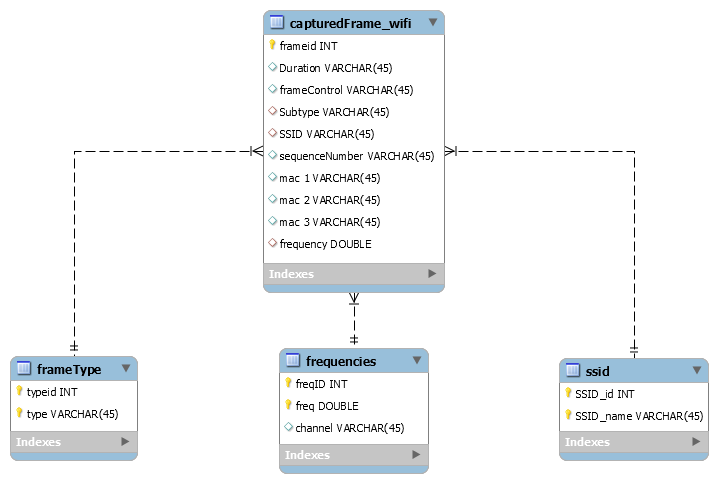 capturedFrame_wifi
frameid INT
Duration VARCHAR(45)
frameControl VARCHAR(45)
Subtype VARCHAR(45)
SSID VARCHAR(45)
sequenceNumber VARCHAR(45)
mac 1 VARCHAR(45)
mac 2 VARCHAR(45)
mac 3 VARCHAR(45)
frequency DOUBLE
Indexes
frameType
typeid INT
type VARCHAR(45)
Indexes
frequencies
freqID INT
freq DOUBLE
channel VARCHAR(45)
Indexes
ssid
SSID_id INT
SSID_name VARCHAR(45)
Indexes